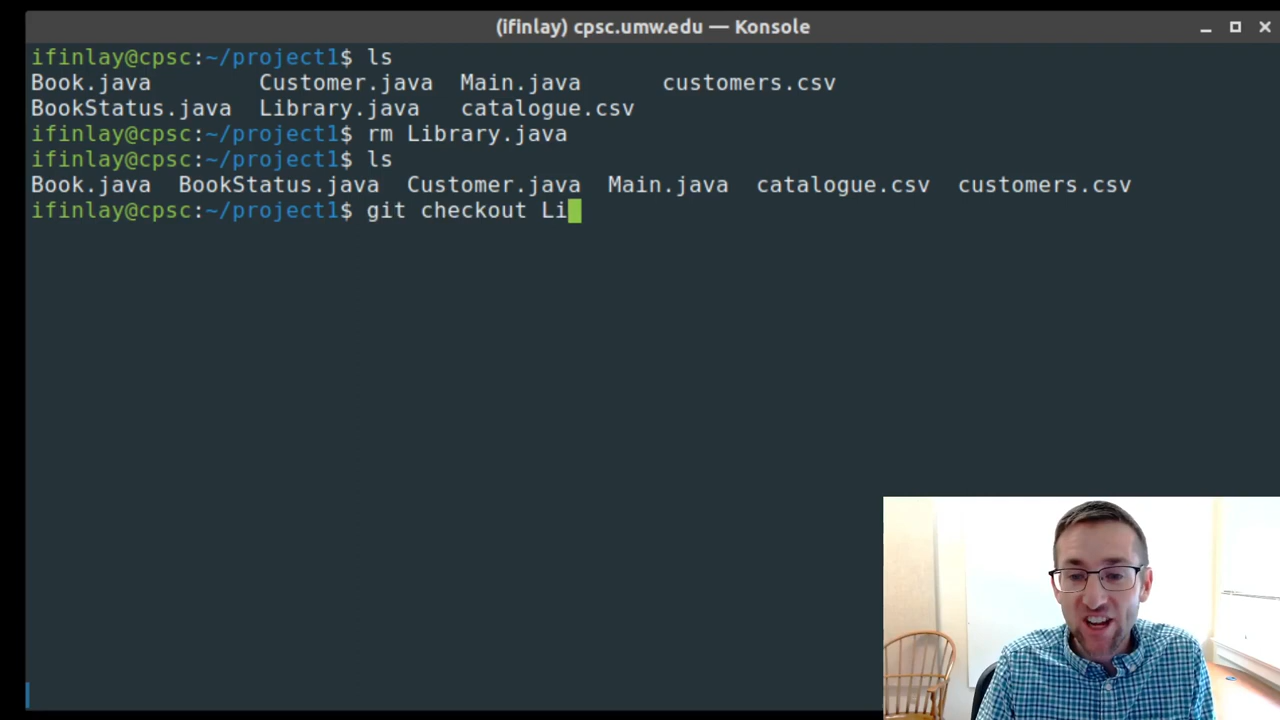 (ifinlay) cpsc.umw.edu — Konsole
ifinlay@cpsc:~/project1$ ls
Book.java        Customer.java  Main.java      customers.csv
BookStatus.java  Library.java   catalogue.csv
ifinlay@cpsc:~/project1$ rm Library.java
ifinlay@cpsc:~/project1$ ls
Book.java  BookStatus.java  Customer.java  Main.java  catalogue.csv  customers.csv
ifinlay@cpsc:~/project1$ git checkout Li